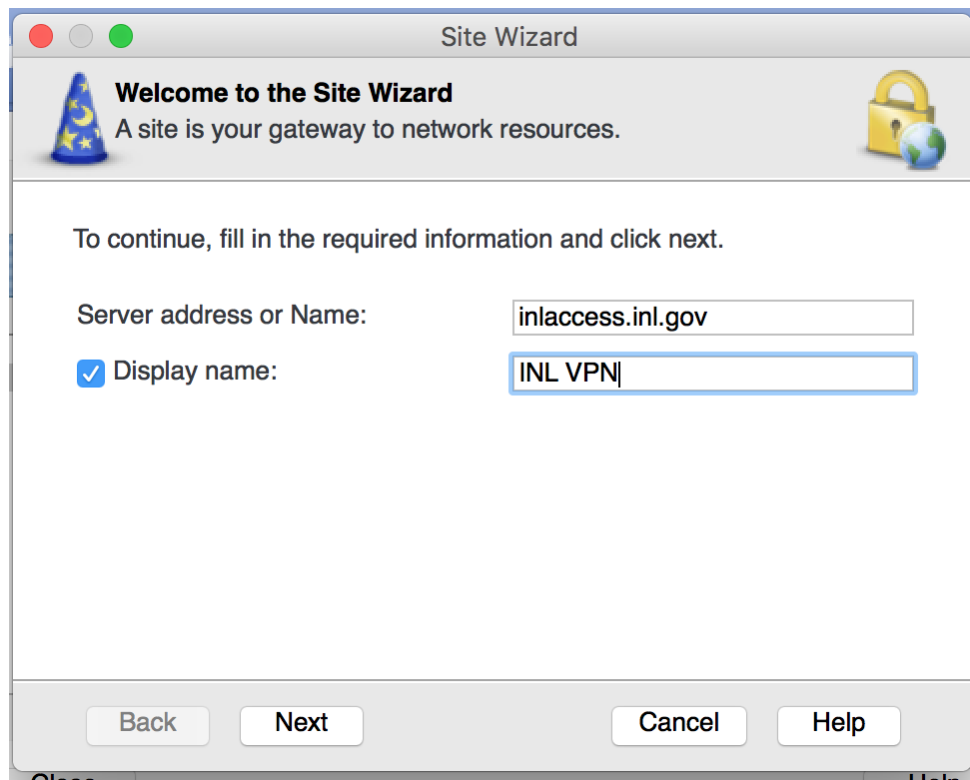 Site Wizard
Welcome to the Site Wizard
A site is your gateway to network resources.
To continue, fill in the required information and click next.
Server address or Name: inlaccess.inl.gov
Display name: INL VPN
Back Next Cancel Help
Close Help